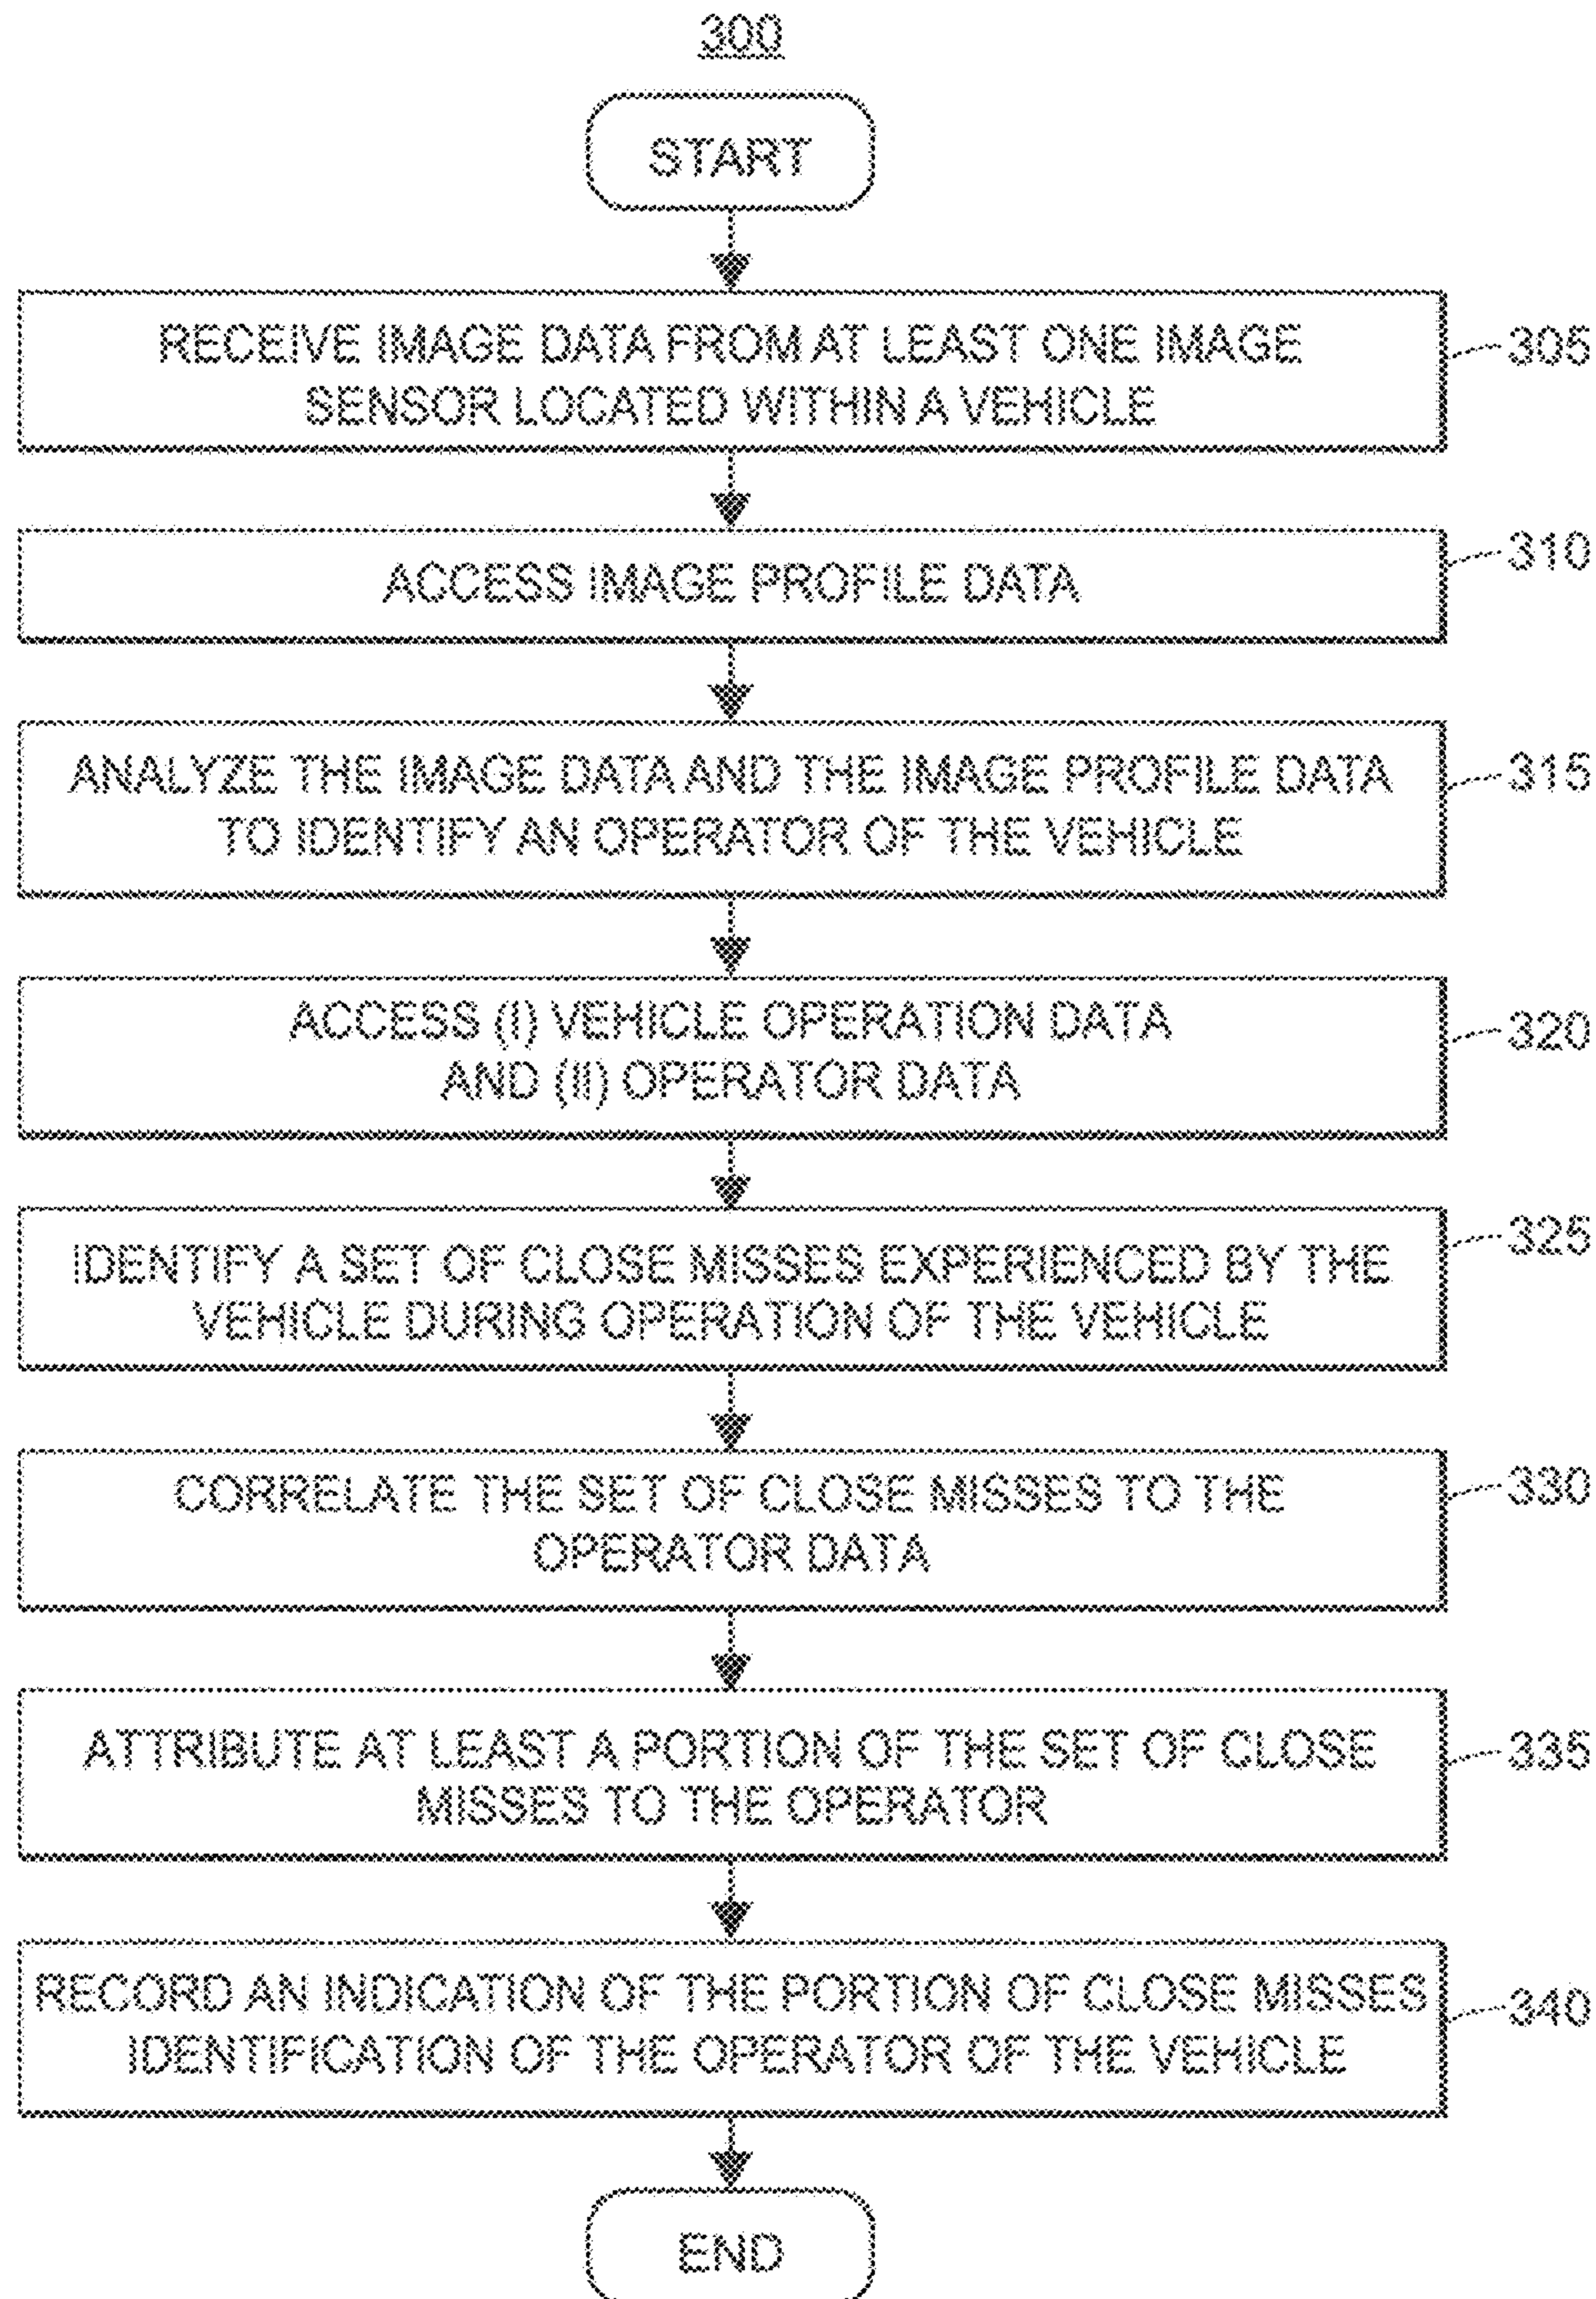 300
START
RECEIVE IMAGE DATA FROM AT LEAST ONE IMAGE
SENSOR LOCATED WITHIN A VEHICLE
305
ACCESS IMAGE PROFILE DATA
310
ANALYZE THE IMAGE DATA AND THE IMAGE PROFILE DATA
TO IDENTIFY AN OPERATOR OF THE VEHICLE
315
ACCESS (I) VEHICLE OPERATION DATA
AND (II) OPERATOR DATA
320
IDENTIFY A SET OF CLOSE MISSES EXPERIENCED BY THE
VEHICLE DURING OPERATION OF THE VEHICLE
325
CORRELATE THE SET OF CLOSE MISSES TO THE
OPERATOR DATA
330
ATTRIBUTE AT LEAST A PORTION OF THE SET OF CLOSE
MISSES TO THE OPERATOR
335
RECORD AN INDICATION OF THE PORTION OF CLOSE MISSES
IDENTIFICATION OF THE OPERATOR OF THE VEHICLE
340
END